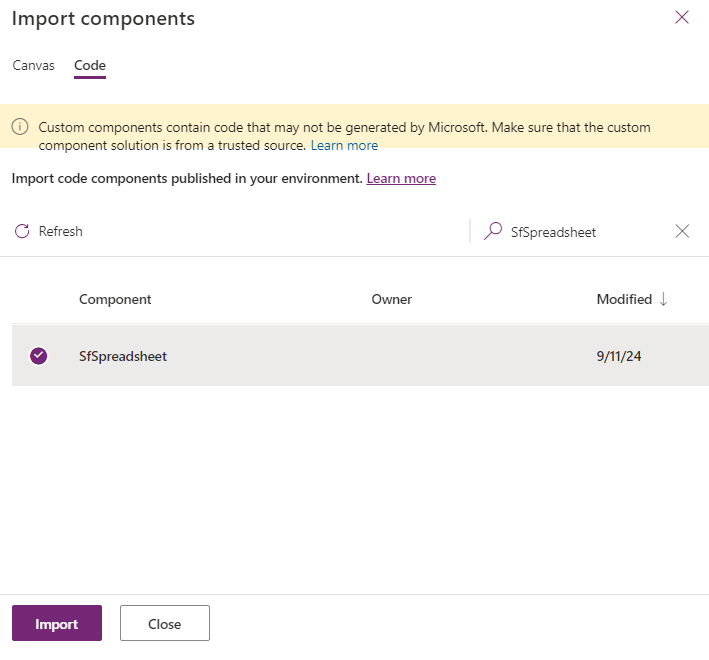 Import components
Canvas Code
Custom components contain code that may not be generated by Microsoft. Make sure that the custom
component solution is from a trusted source. Learn more
Import code components published in your environment. Learn more
Refresh SfSpreadsheet
Component Owner Modified
SfSpreadsheet 9/11/24
Import Close